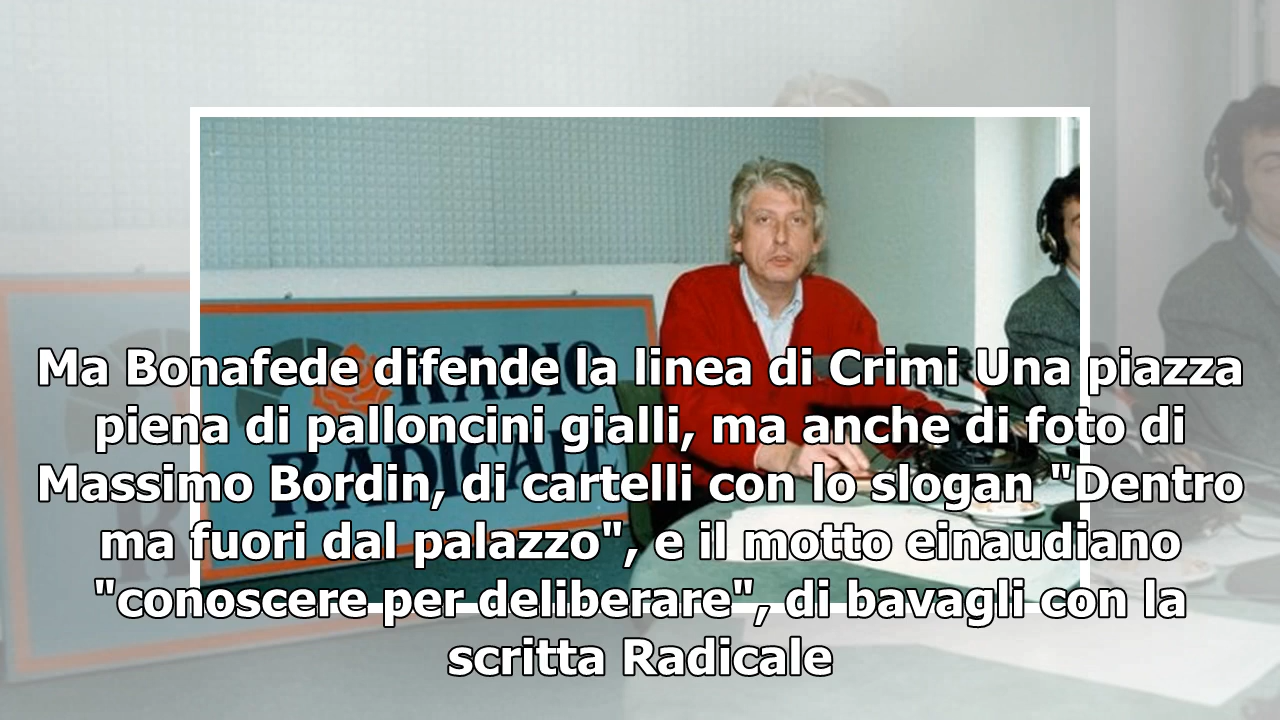 RADIO
RADICALE
Ma Bonafede difende la linea di Crimi Una piazza
piena di palloncini gialli, ma anche di foto di
Massimo Bordin, di cartelli con lo slogan "Dentro
ma fuori dal palazzo", e il motto einaudiano
"conoscere per deliberare", di bavagli con la
scritta Radicale